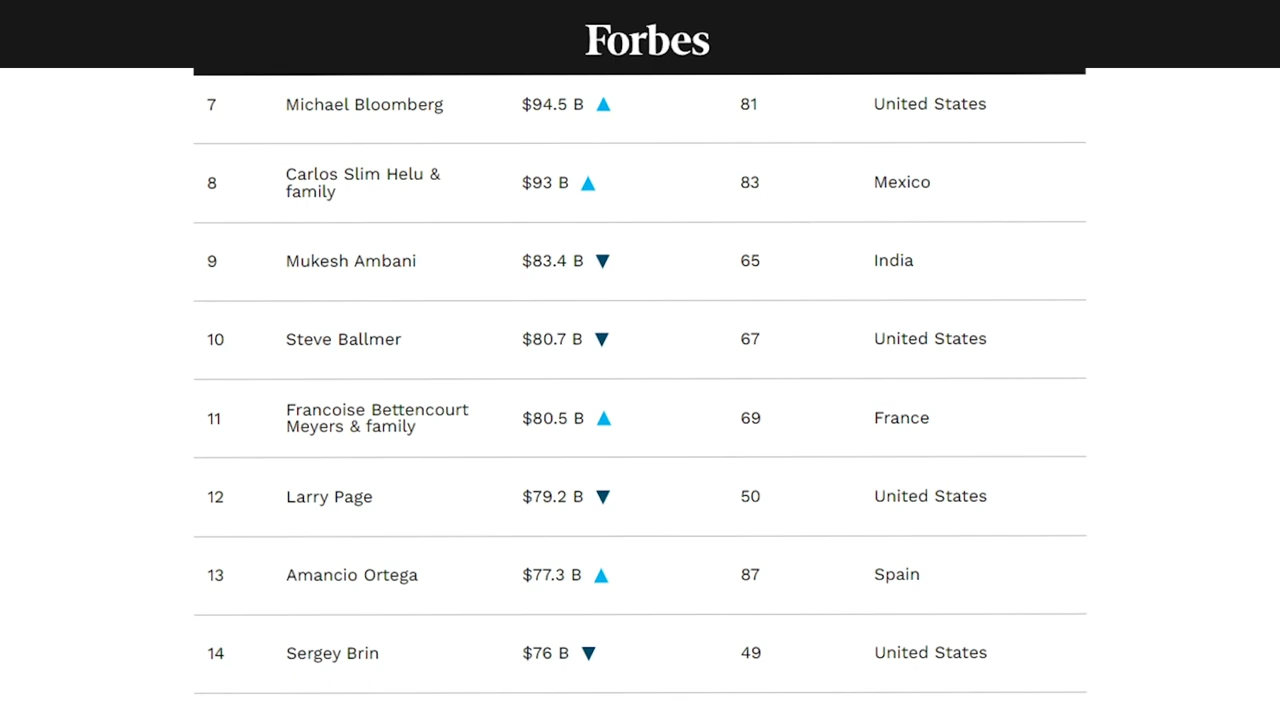 Forbes
7 Michael Bloomberg $94.5 B ▲ 81 United States
8 Carlos Slim Helu & family $93 B ▲ 83 Mexico
9 Mukesh Ambani $83.4 B ▼ 65 India
10 Steve Ballmer $80.7 B ▼ 67 United States
11 Francoise Bettencourt Meyers & family $80.5 B ▲ 69 France
12 Larry Page $79.2 B ▼ 50 United States
13 Amancio Ortega $77.3 B ▲ 87 Spain
14 Sergey Brin $76 B ▼ 49 United States